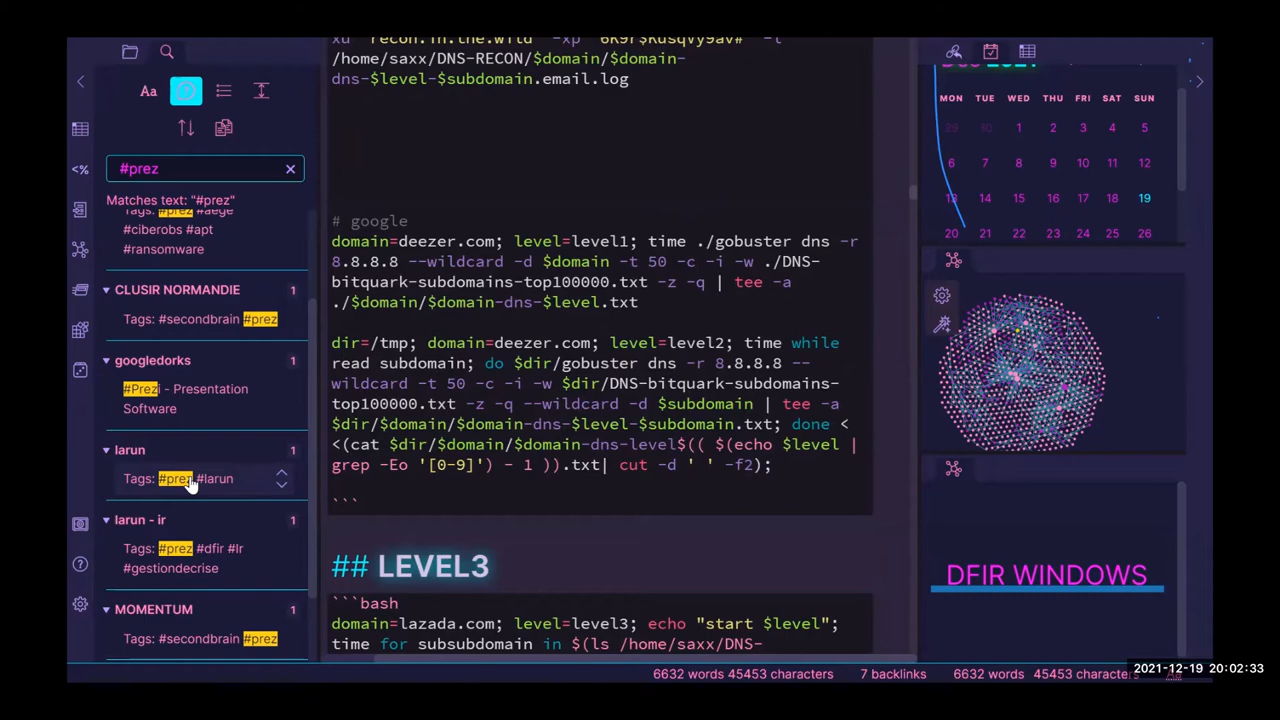 Aa
#prez
Matches text: "#prez"
Tags: #prez #aege
#ciberobs #apt
#ransomware
CLUSIR NORMANDIE 1
Tags: #secondbrain #prez
googledorks 1
#Prezi - Presentation
Software
larun 1
Tags: #prez #larun
larun - ir 1
Tags: #prez #dfir #Ir
#gestiondecrise
MOMENTUM 1
Tags: #secondbrain #prez
/home/saxx/DNS-RECON/$domain/$domain-
dns-$level-$subdomain.email.log
# google
domain=deezer.com; level=level1; time ./gobuster dns -r
8.8.8.8 --wildcard -d $domain -t 50 -c -i -w ./DNS-
bitquark-subdomains-top100000.txt -z -q | tee -a
./$domain/$domain-dns-$level.txt
dir=/tmp; domain=deezer.com; level=level2; time while
read subdomain; do $dir/gobuster dns -r 8.8.8.8 --
wildcard -t 50 -c -i -w $dir/DNS-bitquark-subdomains-
top100000.txt -z -q --wildcard -d $subdomain | tee -a
$dir/$domain/$domain-dns-$level-$subdomain.txt; done <
<(cat $dir/$domain/$domain-dns-level$(( $(echo $level |
grep -Eo '[0-9]') - 1 )).txt| cut -d ' ' -f2);
```
## LEVEL3
```bash
domain=lazada.com; level=level3; echo "start $level";
time for subsubdomain in $(ls /home/saxx/DNS-
MON TUE WED THU FRI SAT SUN
29 30 1 2 3 4 5
6 7 8 9 10 11 12
13 14 15 16 17 18 19
20 21 22 23 24 25 26
DFIR WINDOWS
6632 words 45453 characters 7 backlinks 6632 words 45453 characters
2021-12-19 20:02:33